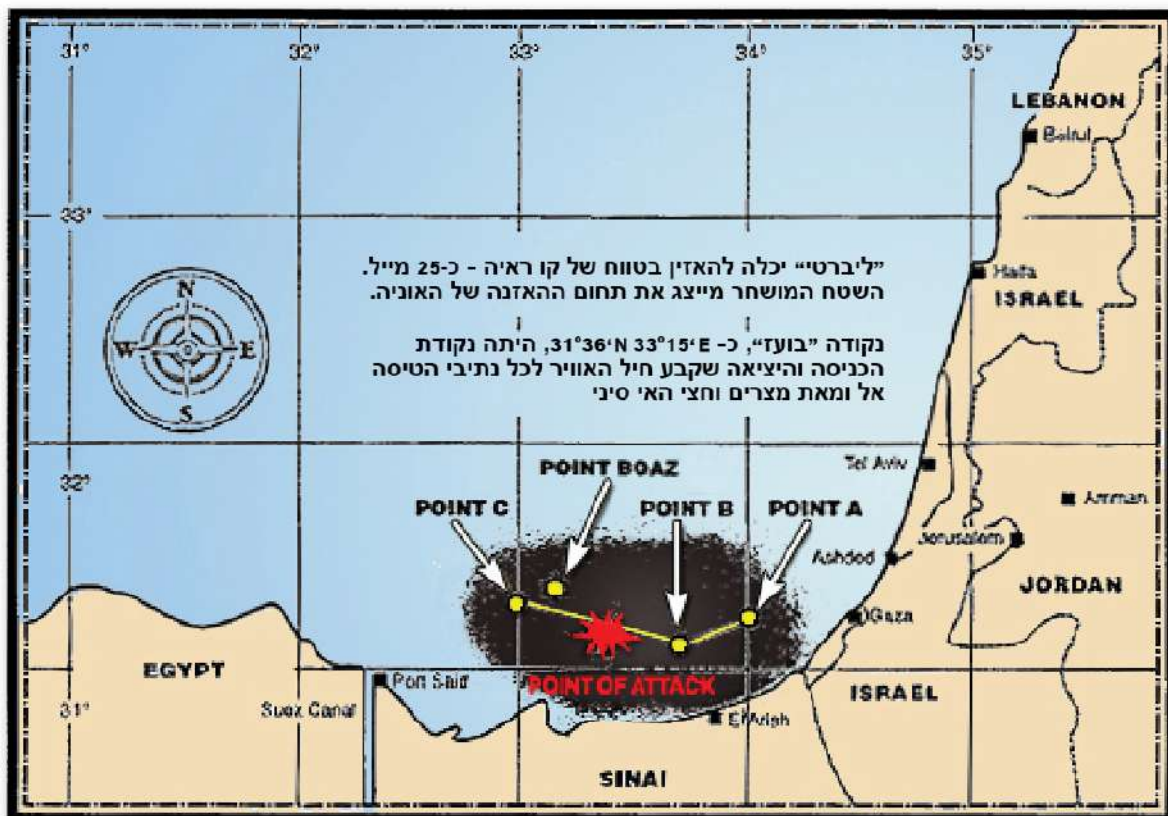 31°
32°
33°
34°
35°
LEBANON
Beirut
33°
”ליברטי“ יכלה להאזין בטווח של קו ראיה - כ-25 מייל.
השטח המושחר מייצג את תחום ההאזנה של האוניה.
Haifa
ISRAEL
N
W E
S
נקודה ”בועז“, כ- 31°36‘N 33°15‘E, היתה נקודת
הכניסה והיציאה שקבע חיל האוויר לכל נתיבי הטיסה
אל ומאת מצרים וחצי האי סיני
32°
POINT BOAZ
Tel Aviv
POINT C
POINT B
POINT A
Amman
Jerusalem
Ashdod
JORDAN
Gaza
EGYPT
Port Said
POINT OF ATTACK
ISRAEL
31°
Suez Canal
El Arish
SINAI